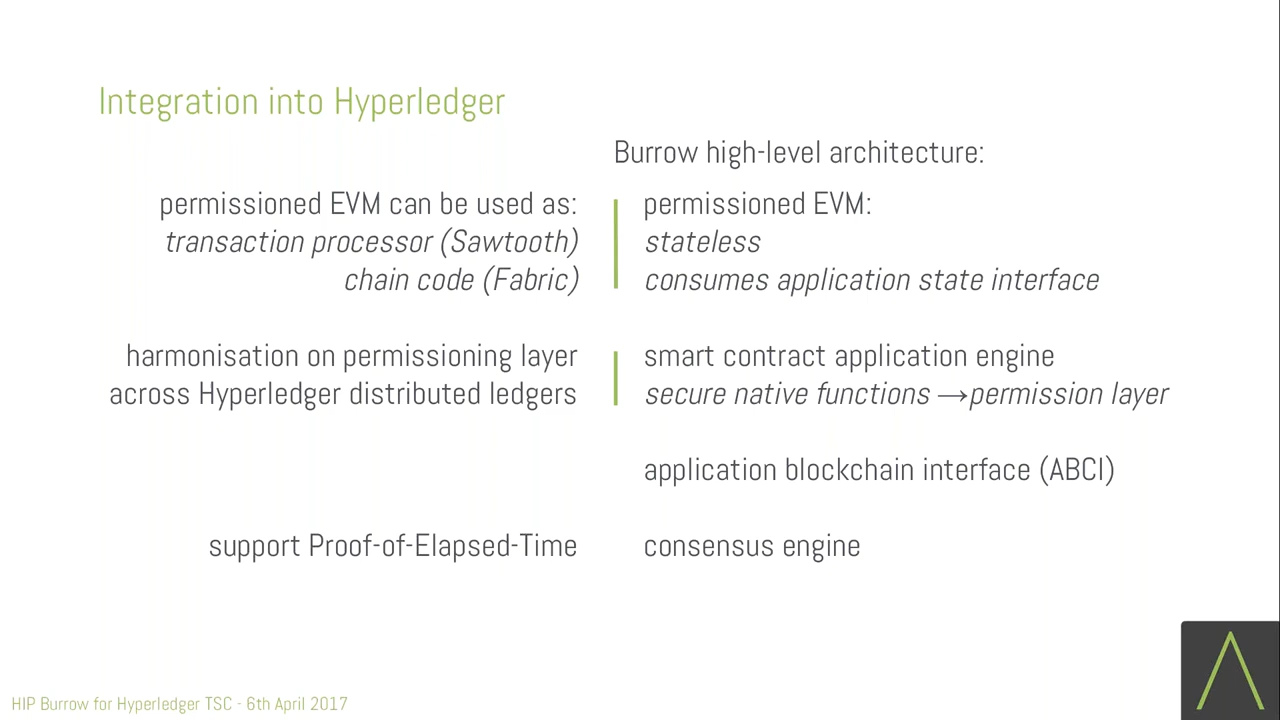 Integration into Hyperledger
Burrow high-level architecture:
permissioned EVM can be used as:
transaction processor (Sawtooth)
chain code (Fabric)
permissioned EVM:
stateless
consumes application state interface
harmonisation on permissioning layer
across Hyperledger distributed ledgers
smart contract application engine
secure native functions →permission layer
application blockchain interface (ABCI)
support Proof-of-Elapsed-Time
consensus engine
HIP Burrow for Hyperledger TSC - 6th April 2017